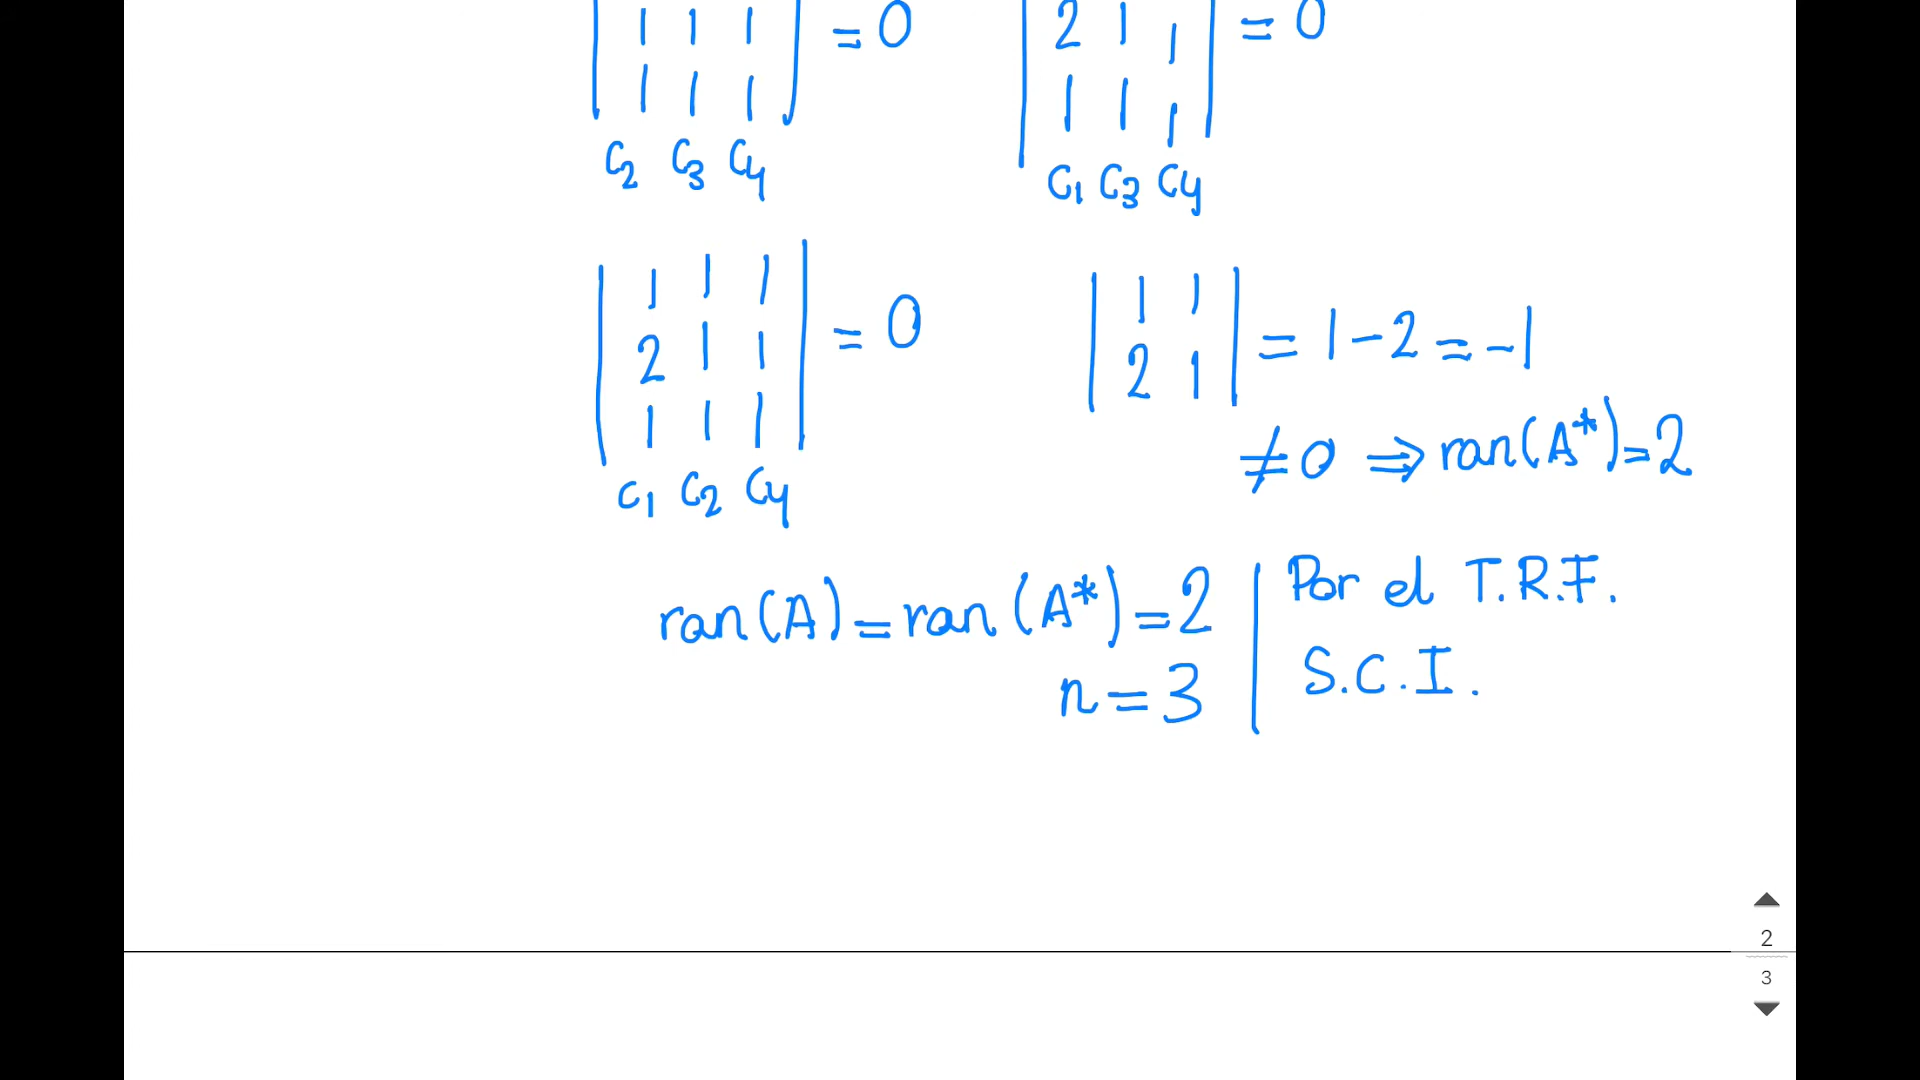 | 1 1 1 | = 0
| 1 1 1 |
C2 C3 C4
| 2 1 1 | = 0
| 1 1 1 |
C1 C3 C4
| 1 1 1 |
| 2 1 1 | = 0
| 1 1 1 |
C1 C2 C4
| 1 1 |
| 2 1 | = 1 - 2 = -1
≠ 0 ⇒ ran(A*) = 2
ran(A) = ran(A*) = 2
n = 3
Por el T.R.F.
S.C.I.
2
3